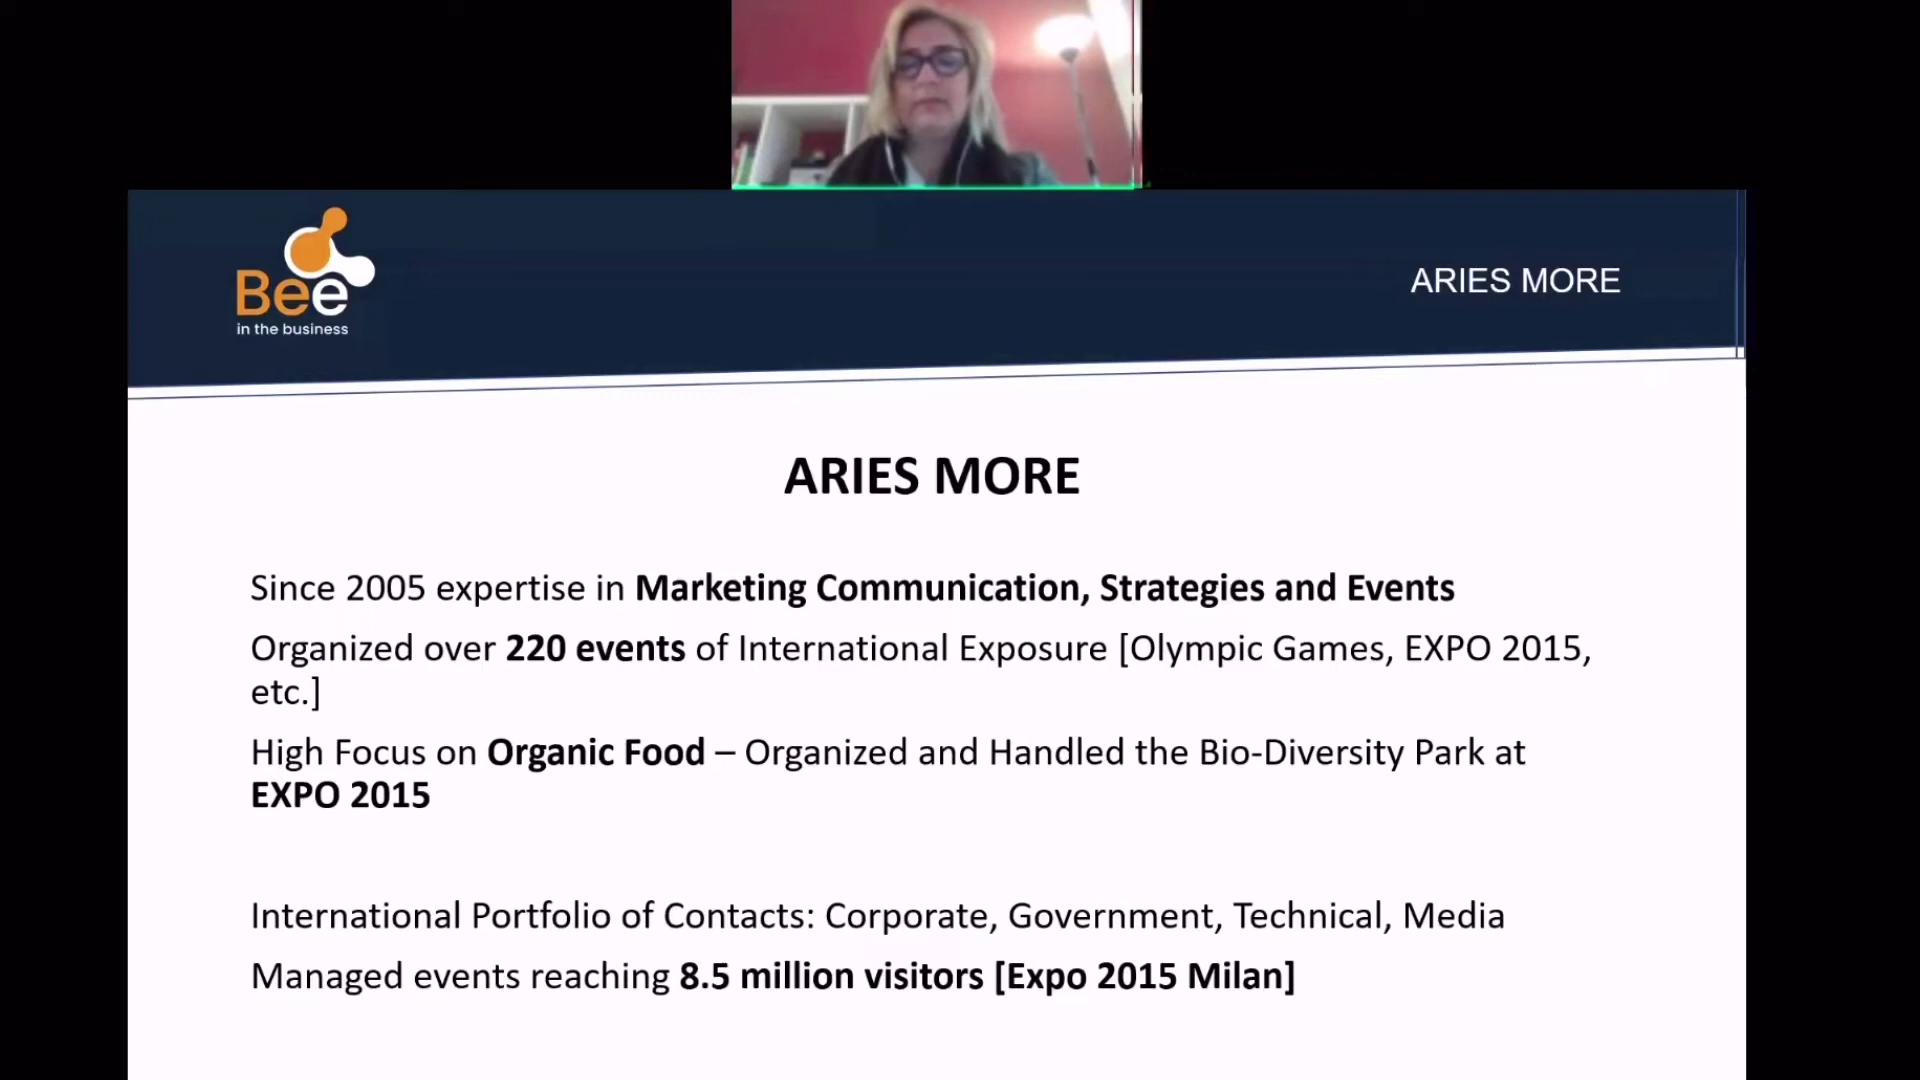 Bee
in the business
ARIES MORE
ARIES MORE
Since 2005 expertise in Marketing Communication, Strategies and Events
Organized over 220 events of International Exposure [Olympic Games, EXPO 2015,
etc.]
High Focus on Organic Food – Organized and Handled the Bio-Diversity Park at
EXPO 2015
International Portfolio of Contacts: Corporate, Government, Technical, Media
Managed events reaching 8.5 million visitors [Expo 2015 Milan]